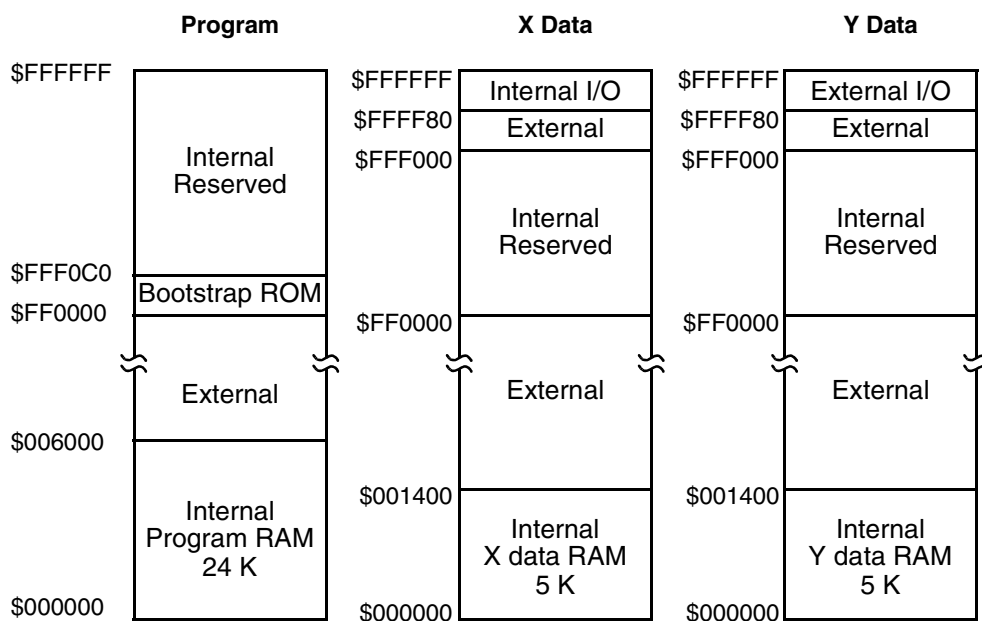 Program
$FFFFFF
Internal
Reserved
$FFF0C0
Bootstrap ROM
$FF0000
External
$006000
Internal
Program RAM
24 K
$000000
X Data
$FFFFFF
Internal I/O
$FFFF80
External
$FFF000
Internal
Reserved
$FF0000
External
$001400
Internal
X data RAM
5 K
$000000
Y Data
$FFFFFF
External I/O
$FFFF80
External
$FFF000
Internal
Reserved
$FF0000
External
$001400
Internal
Y data RAM
5 K
$000000